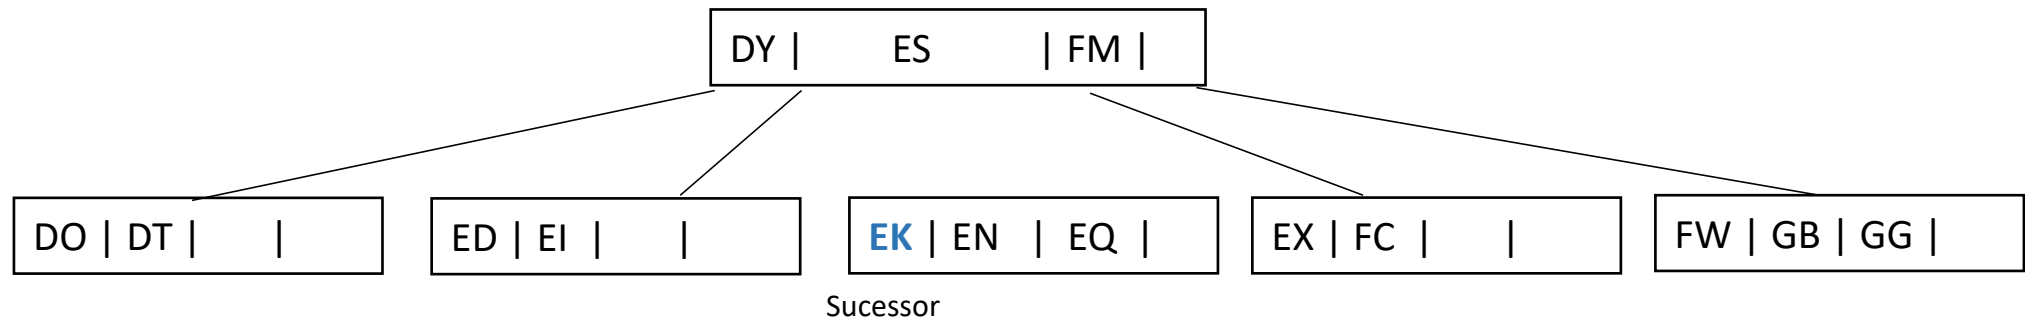 DY | ES | FM |
DO | DT | |
ED | EI | |
EK | EN | EQ |
EX | FC | |
FW | GB | GG |
Sucessor